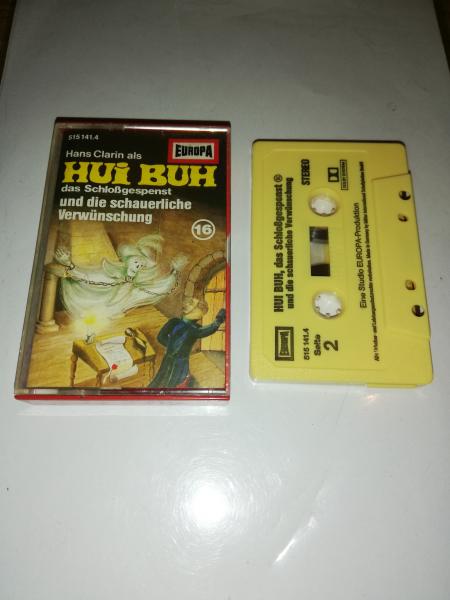 515 141.4
EUROPA
Hans Clarin als
HUI BUH
das Schloßgespenst
und die schauerliche
Verwünschung
16
STEREO
HUI BUH, das Schloßgespenst
und die schauerliche Verwünschung
Eine Studio EUROPA-Produktion
EUROPA
515 141.4
Seite
2